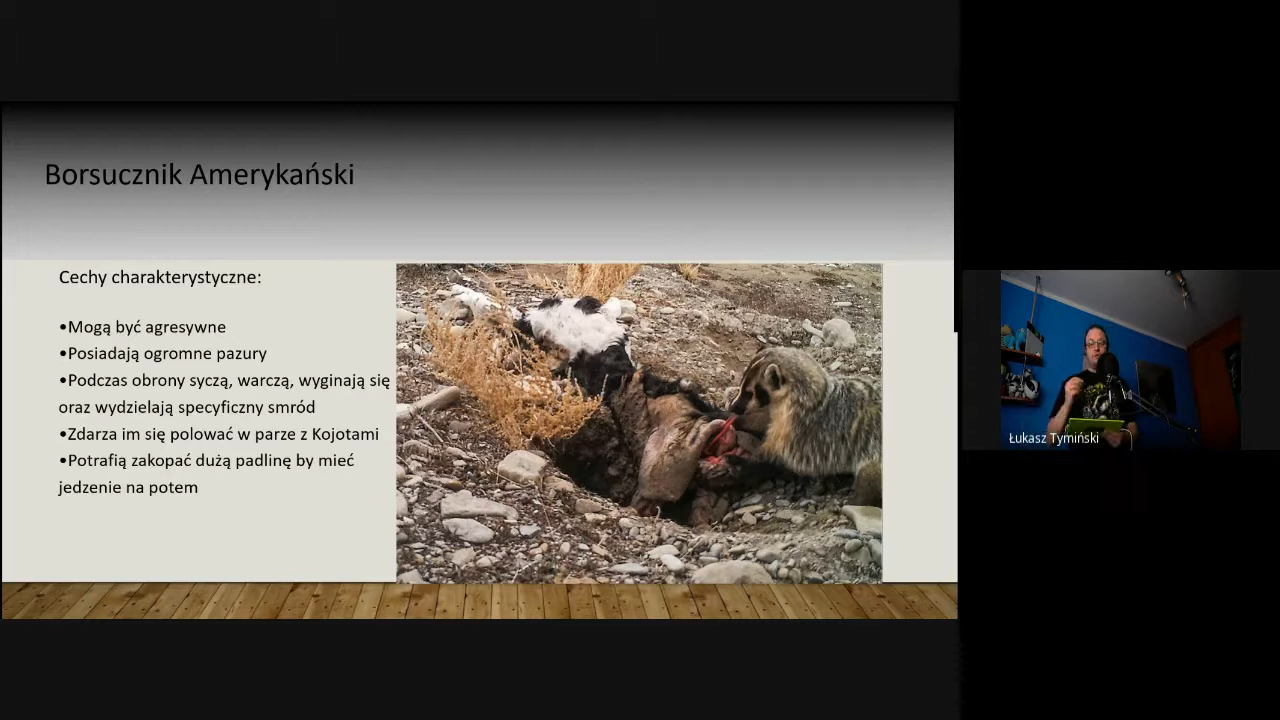 Borsucznik Amerykański
Cechy charakterystyczne:
•Mogą być agresywne
•Posiadają ogromne pazury
•Podczas obrony syczą, warczą, wyginają się
oraz wydzielają specyficzny smród
•Zdarza im się polować w parze z Kojotami
•Potrafią zakopać dużą padlinę by mieć
jedzenie na potem
Łukasz Tymiński